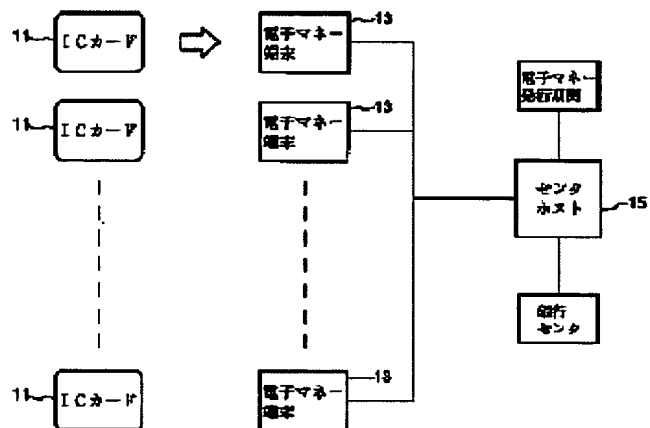 11
ICカード
13
電子マネー
端末
11
ICカード
13
電子マネー
端末
電子マネー
発行機関
センタ
ホスト
15
銀行
センタ
11
ICカード
13
電子マネー
端末